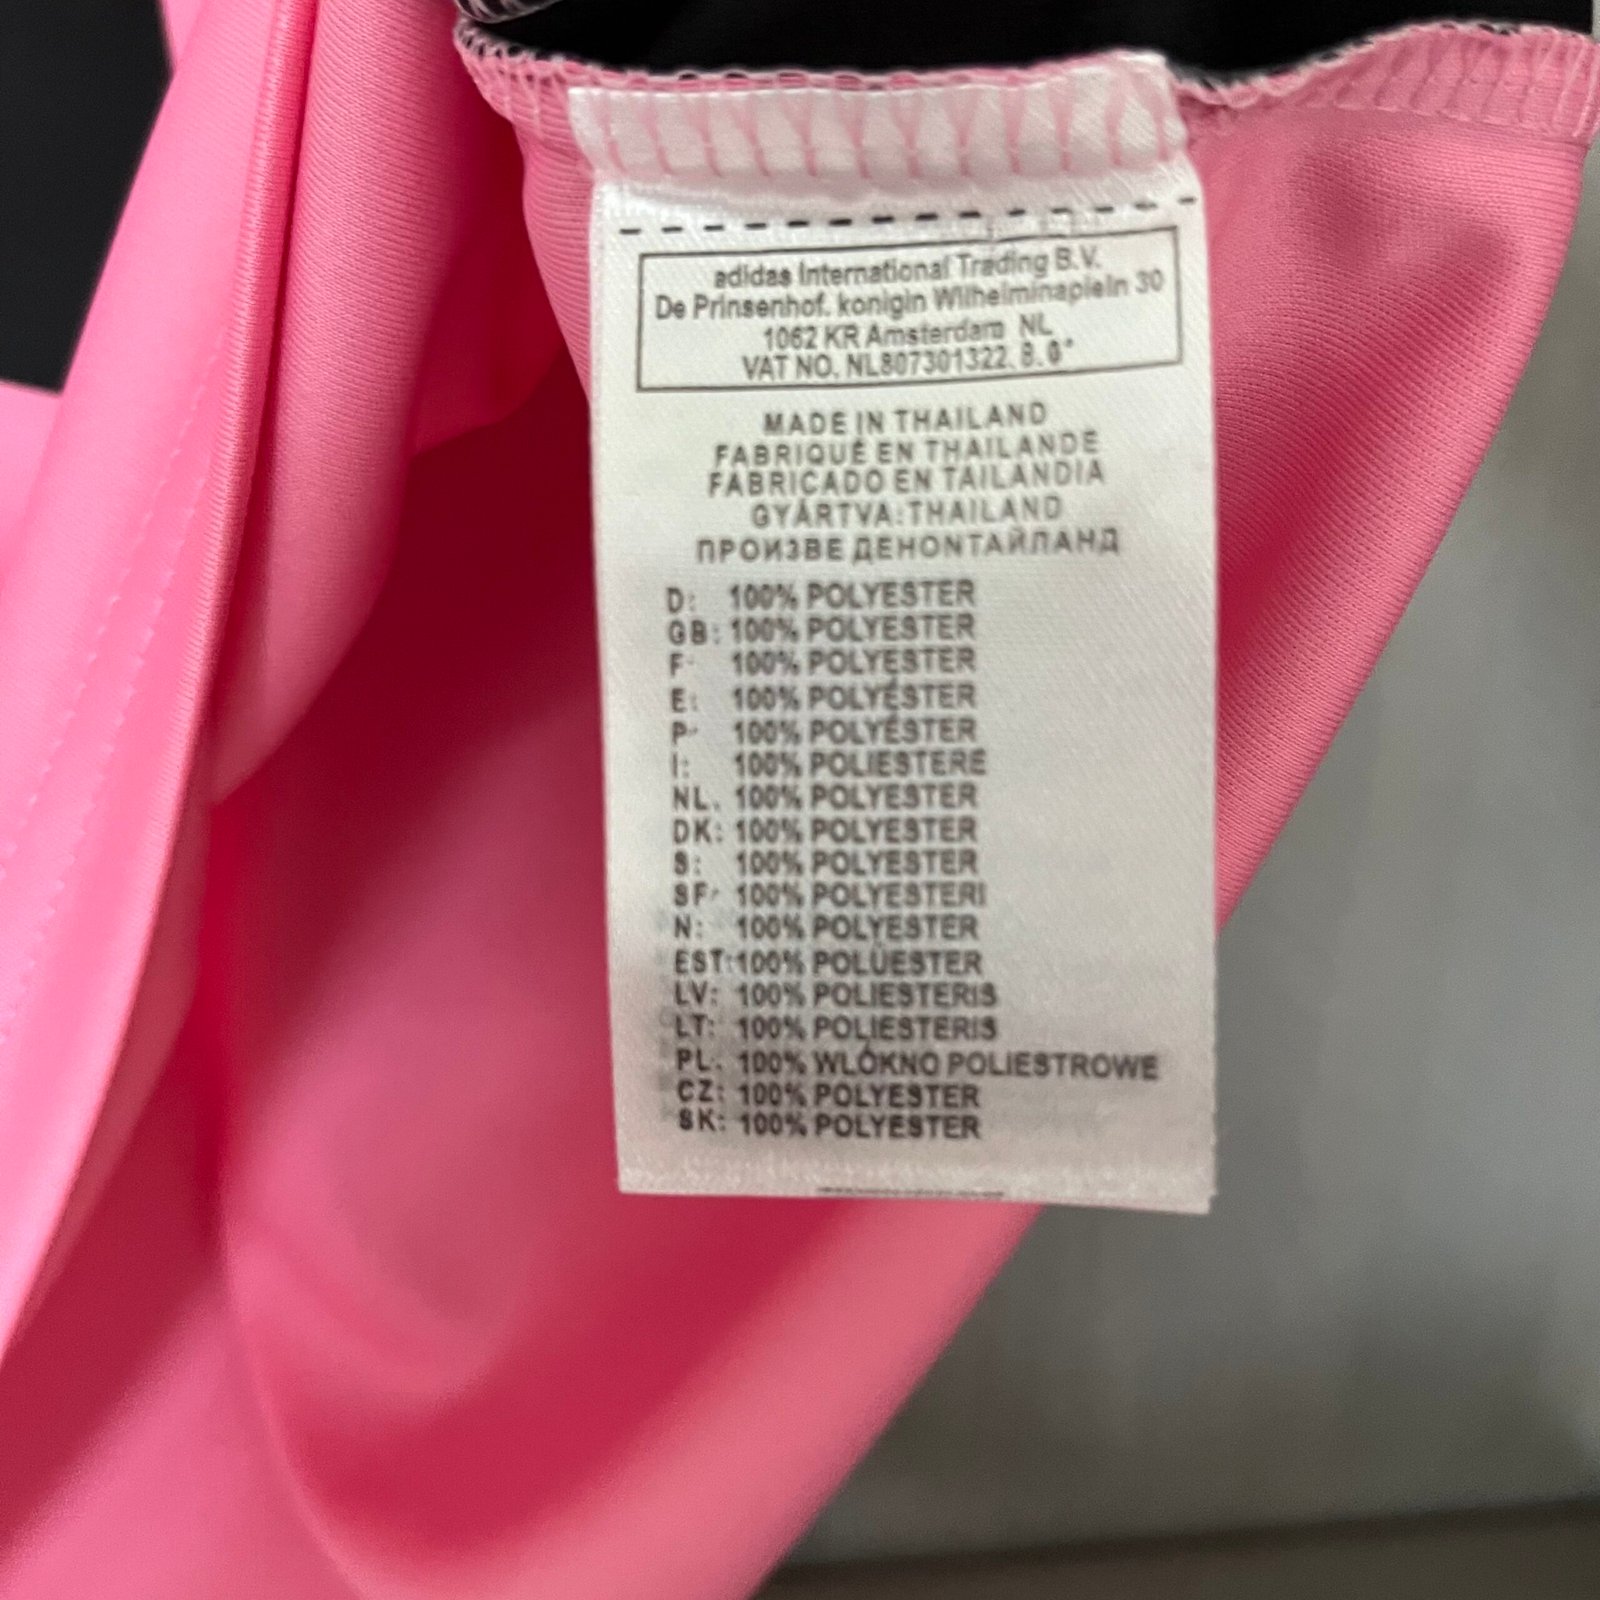 adidas International Trading B.V.
De Prinsenhof. konigin Wilhelminapieln 30
1062 KR Amsterdam NL
VAT NO. NL807301322. B. 0*
MADE IN THAILAND
FABRIQUÉ EN THAILANDE
FABRICADO EN TAILANDIA
GYÁRTVA:THAILAND
ПРОИЗВЕ ДЕНОНТАЙЛАНД
D: 100% POLYESTER
GB: 100% POLYESTER
F: 100% POLYESTER
E: 100% POLYÉSTER
P: 100% POLYÉSTER
I: 100% POLIESTERE
NL. 100% POLYESTER
DK: 100% POLYESTER
S: 100% POLYESTER
SF: 100% POLYESTERI
N: 100% POLYESTER
EST:100% POLÜESTER
LV: 100% POLIESTERIS
LT: 100% POLIESTERIS
PL. 100% WLÓKNO POLIESTROWE
CZ: 100% POLYESTER
SK: 100% POLYESTER